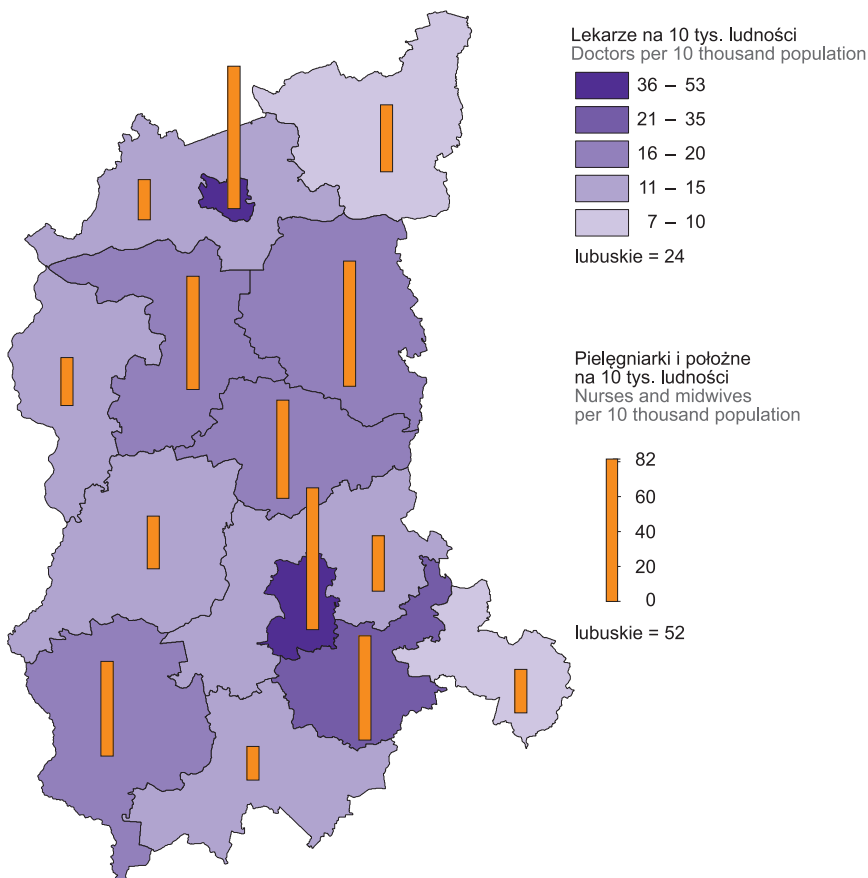 Lekarze na 10 tys. ludności
Doctors per 10 thousand population
36 – 53
21 – 35
16 – 20
11 – 15
7 – 10
lubuskie = 24
Pielęgniarki i położne
na 10 tys. ludności
Nurses and midwives
per 10 thousand population
82
60
40
20
0
lubuskie = 52